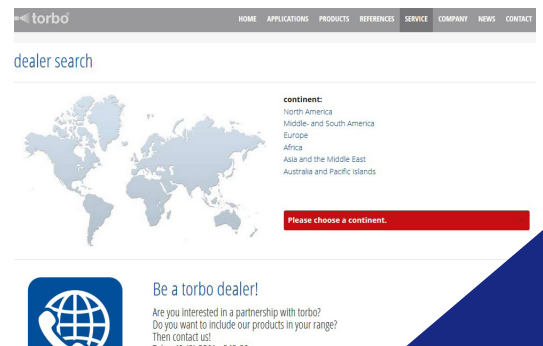 torbo®
HOME APPLICATIONS PRODUCTS REFERENCES SERVICE COMPANY NEWS CONTACT
dealer search
continent:
North America
Middle- and South America
Europe
Africa
Asia and the Middle East
Australia and Pacific Islands
Please choose a continent.
Be a torbo dealer!
Are you interested in a partnership with torbo?
Do you want to include our products in your range?
Then contact us!